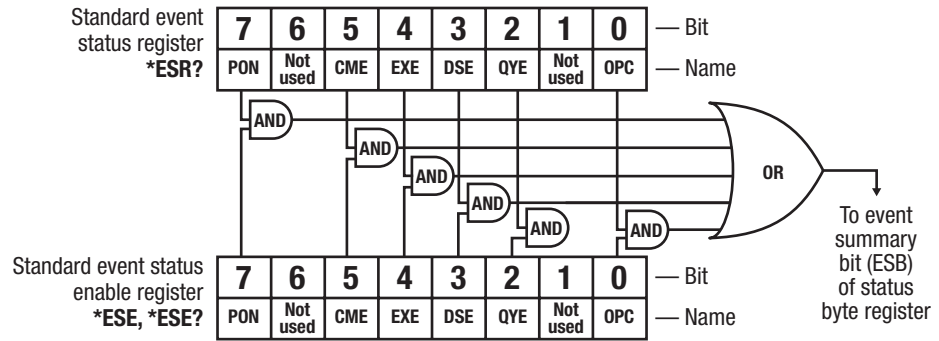 Standard event
status register
*ESR?
7 6 5 4 3 2 1 0 — Bit
PON Not used CME EXE DSE QYE Not used OPC — Name
AND
AND
AND
AND
AND
AND
OR
To event
summary
bit (ESB)
of status
byte register
Standard event status
enable register
*ESE, *ESE?
7 6 5 4 3 2 1 0 — Bit
PON Not used CME EXE DSE QYE Not used OPC — Name